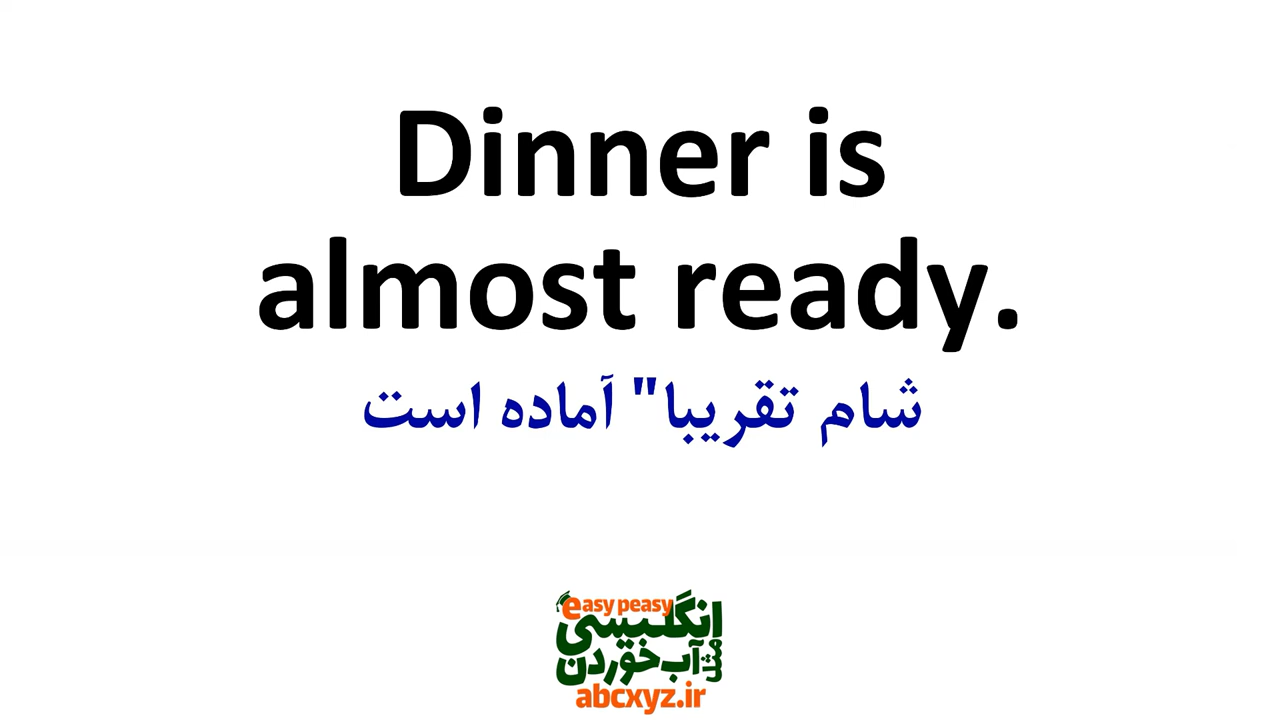 Dinner is
almost ready.
شام تقریبا" آماده است
easy peasy
انگلیسی
مثل آب خوردن
abcxyz.ir